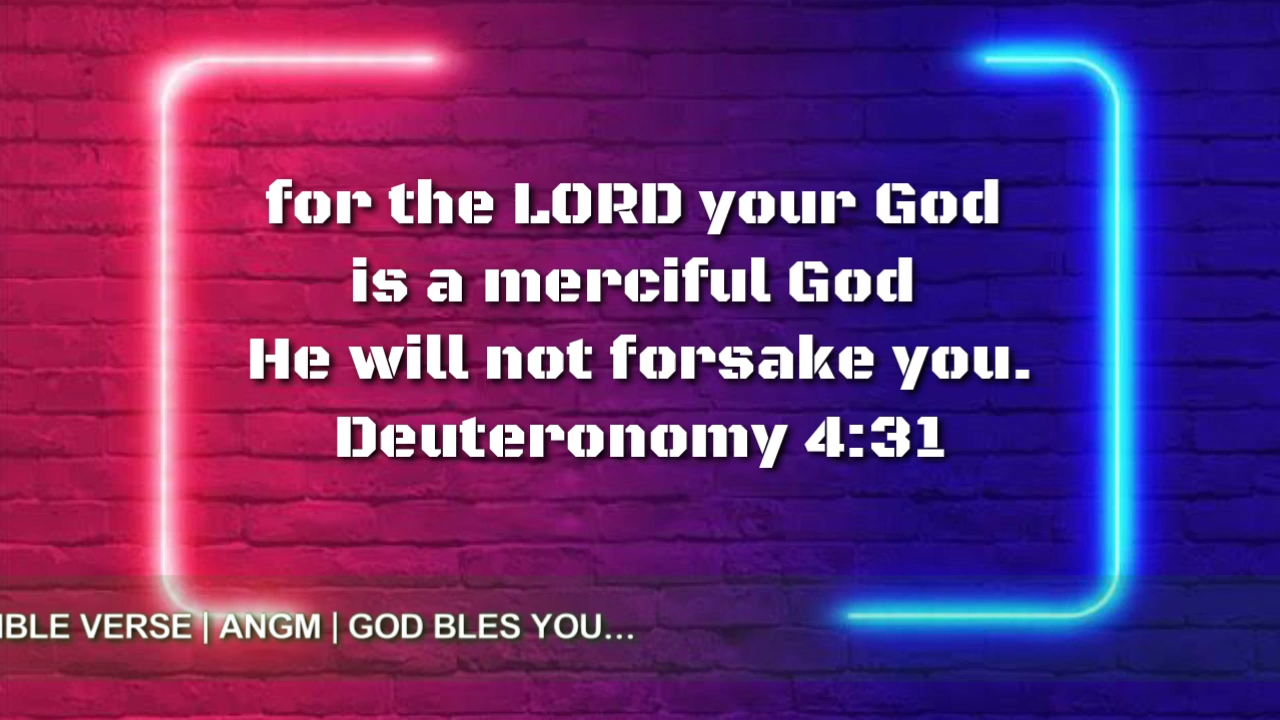 for the LORD your God
is a merciful God
He will not forsake you.
Deuteronomy 4:31
IBLE VERSE | ANGM | GOD BLES YOU...